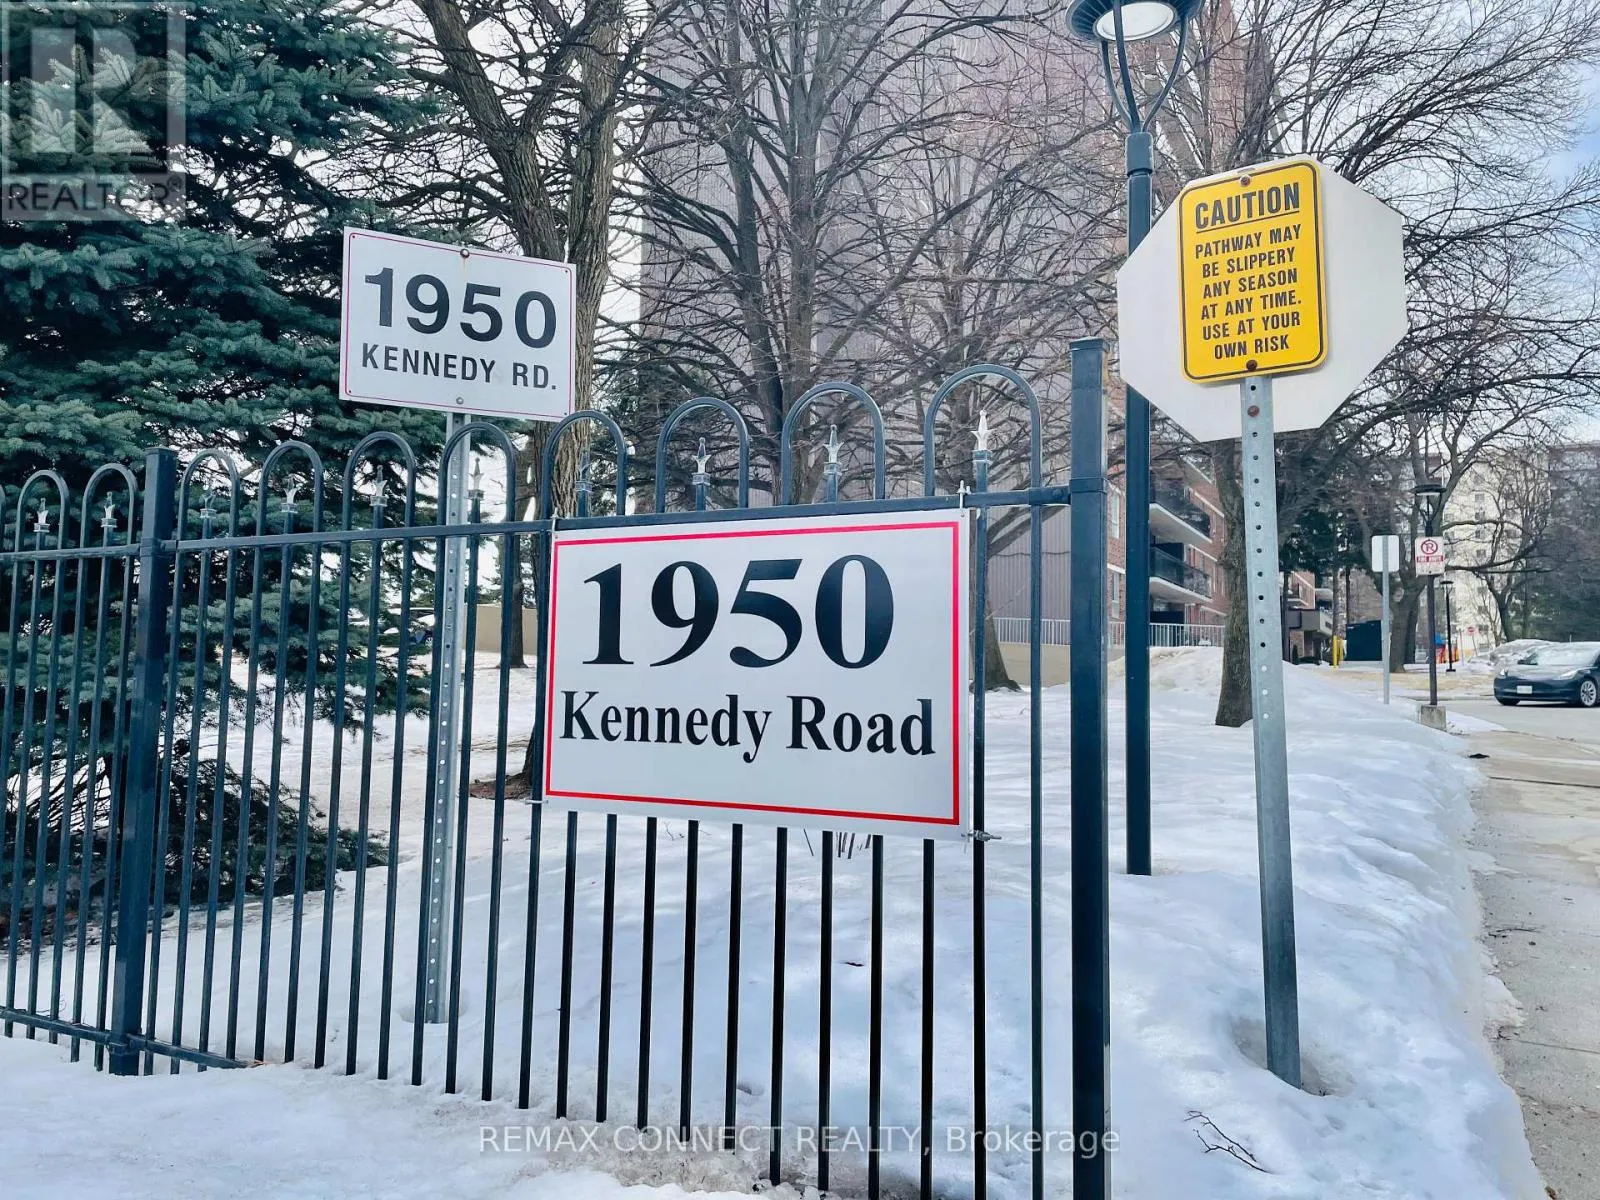 REALTOR®
1950
KENNEDY RD.
CAUTION
PATHWAY MAY
BE SLIPPERY
ANY SEASON
AT ANY TIME.
USE AT YOUR
OWN RISK
1950
Kennedy Road
REMAX CONNECT REALTY, Brokerage